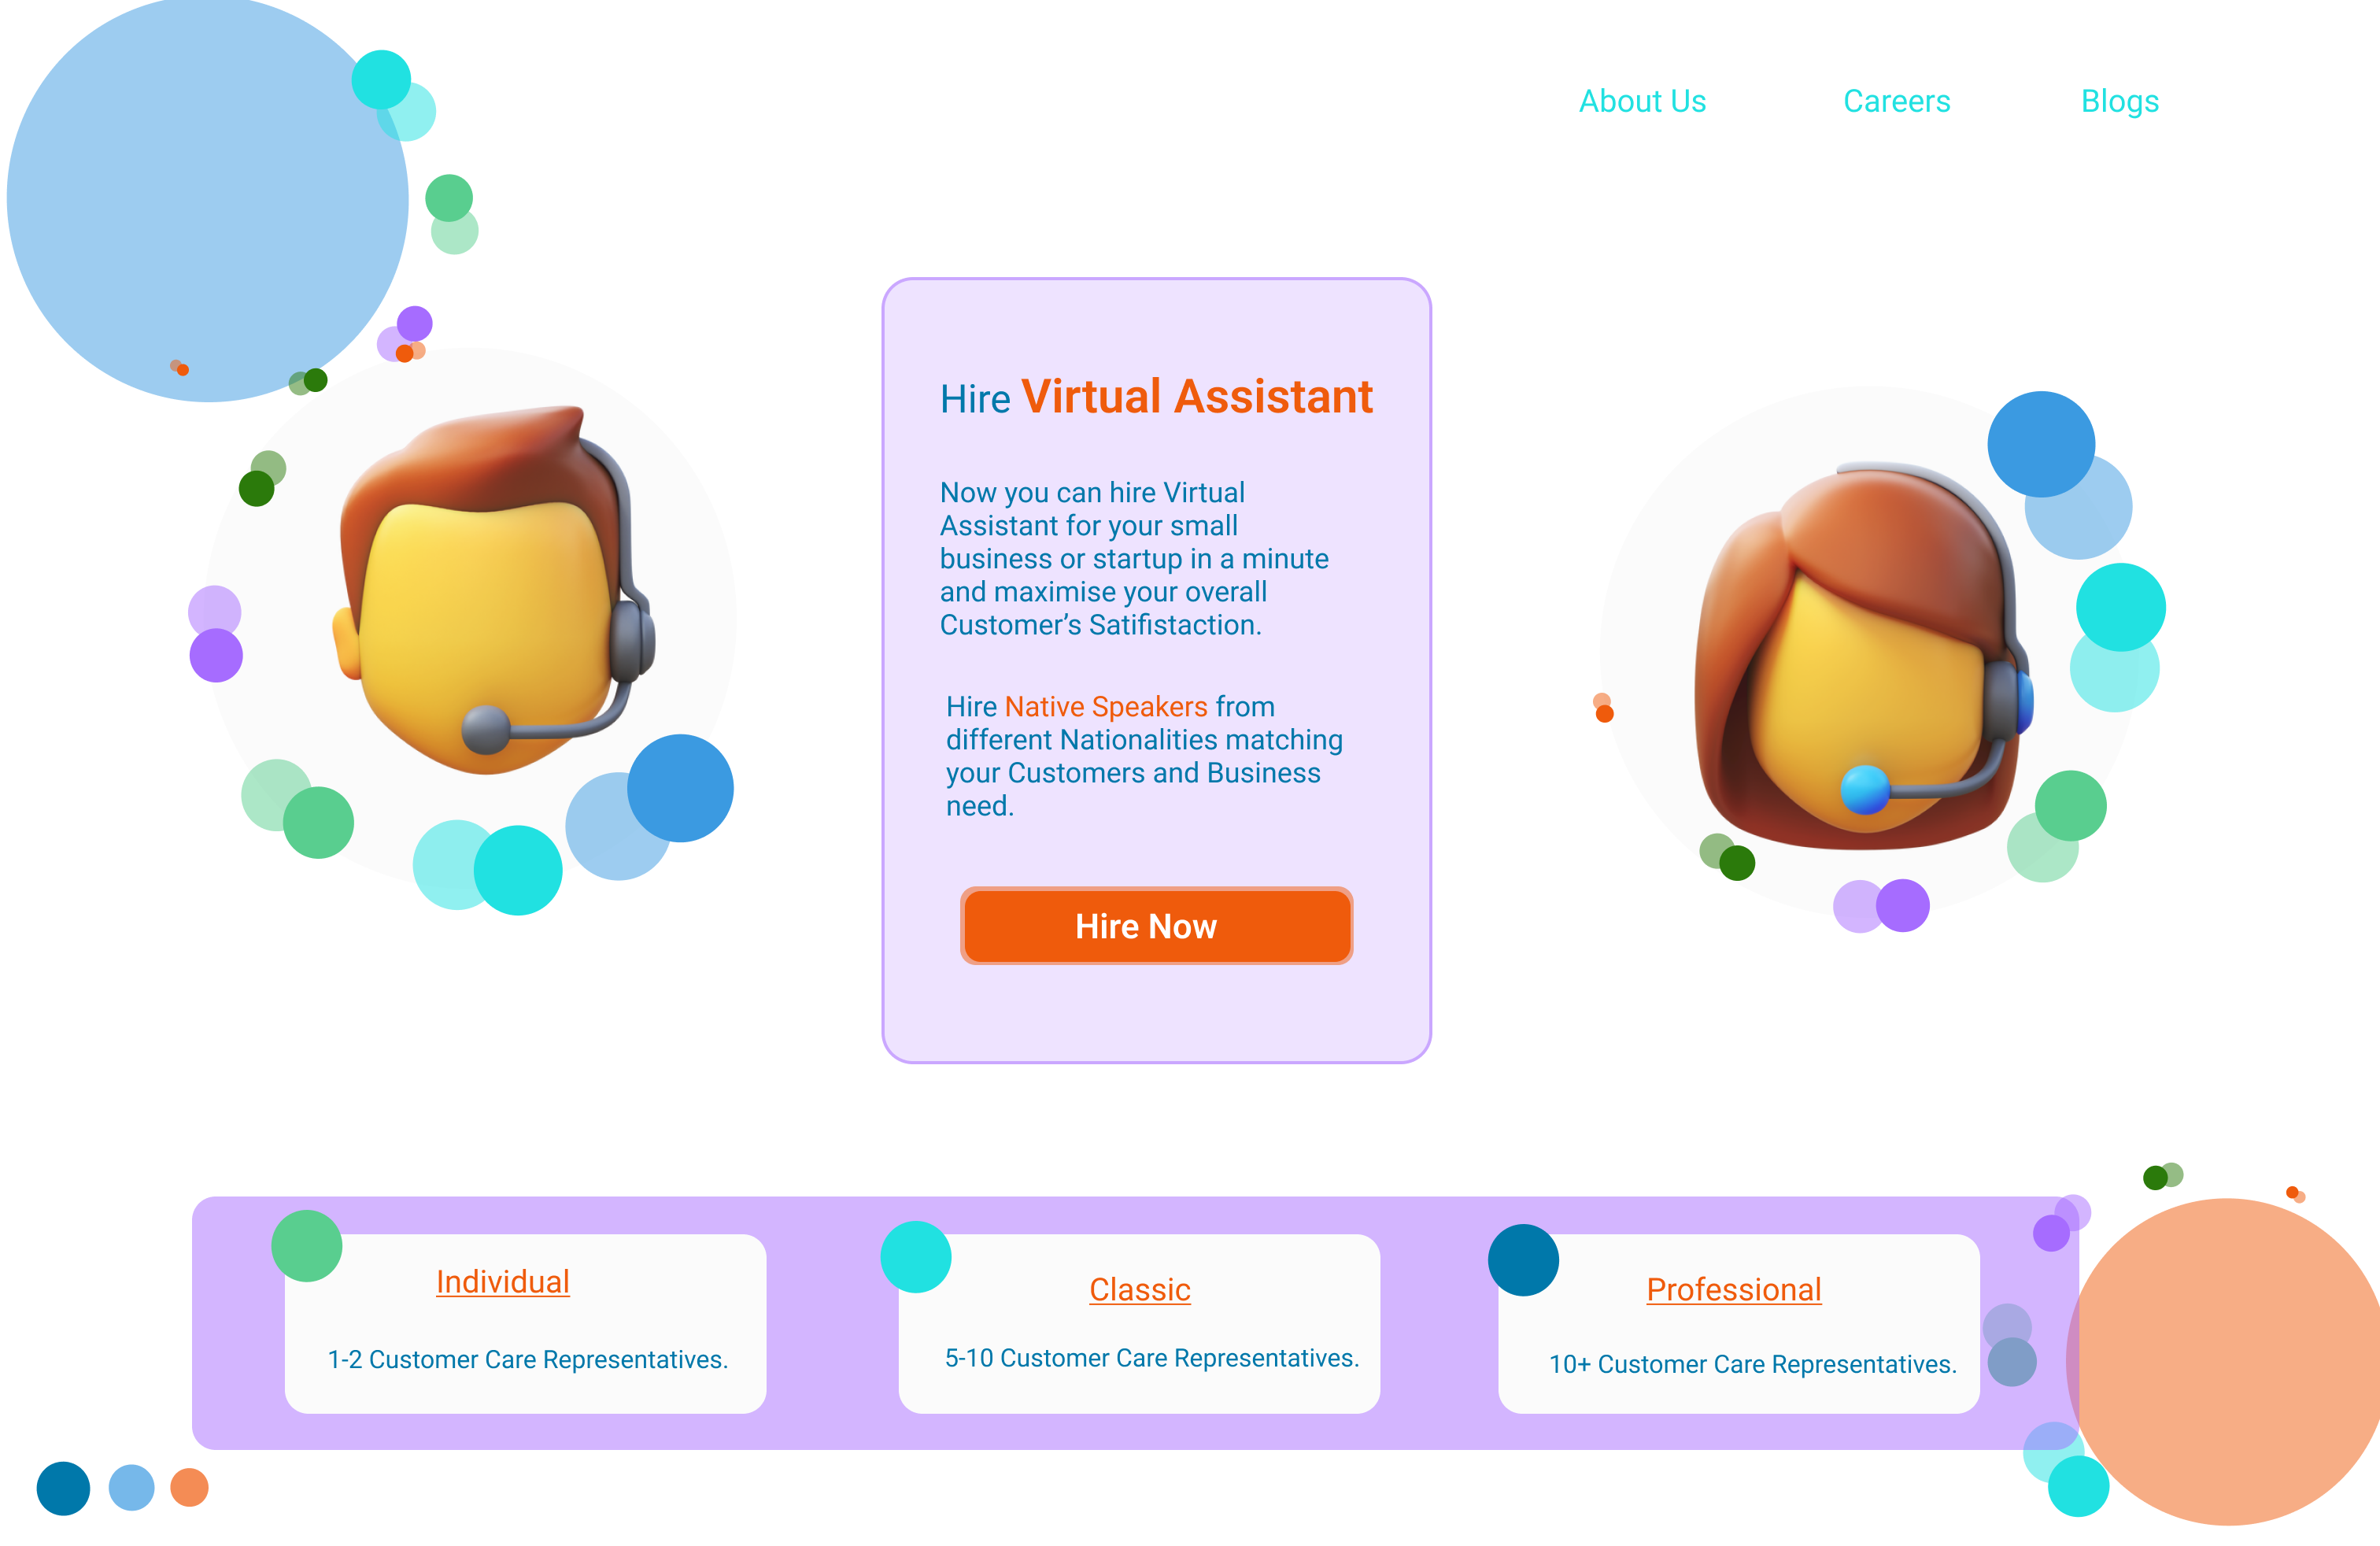 About Us
Careers
Blogs
Hire Virtual Assistant
Now you can hire Virtual
Assistant for your small
business or startup in a minute
and maximise your overall
Customer’s Satifistaction.
Hire Native Speakers from
different Nationalities matching
your Customers and Business
need.
Hire Now
Individual
1-2 Customer Care Representatives.
Classic
5-10 Customer Care Representatives.
Professional
10+ Customer Care Representatives.